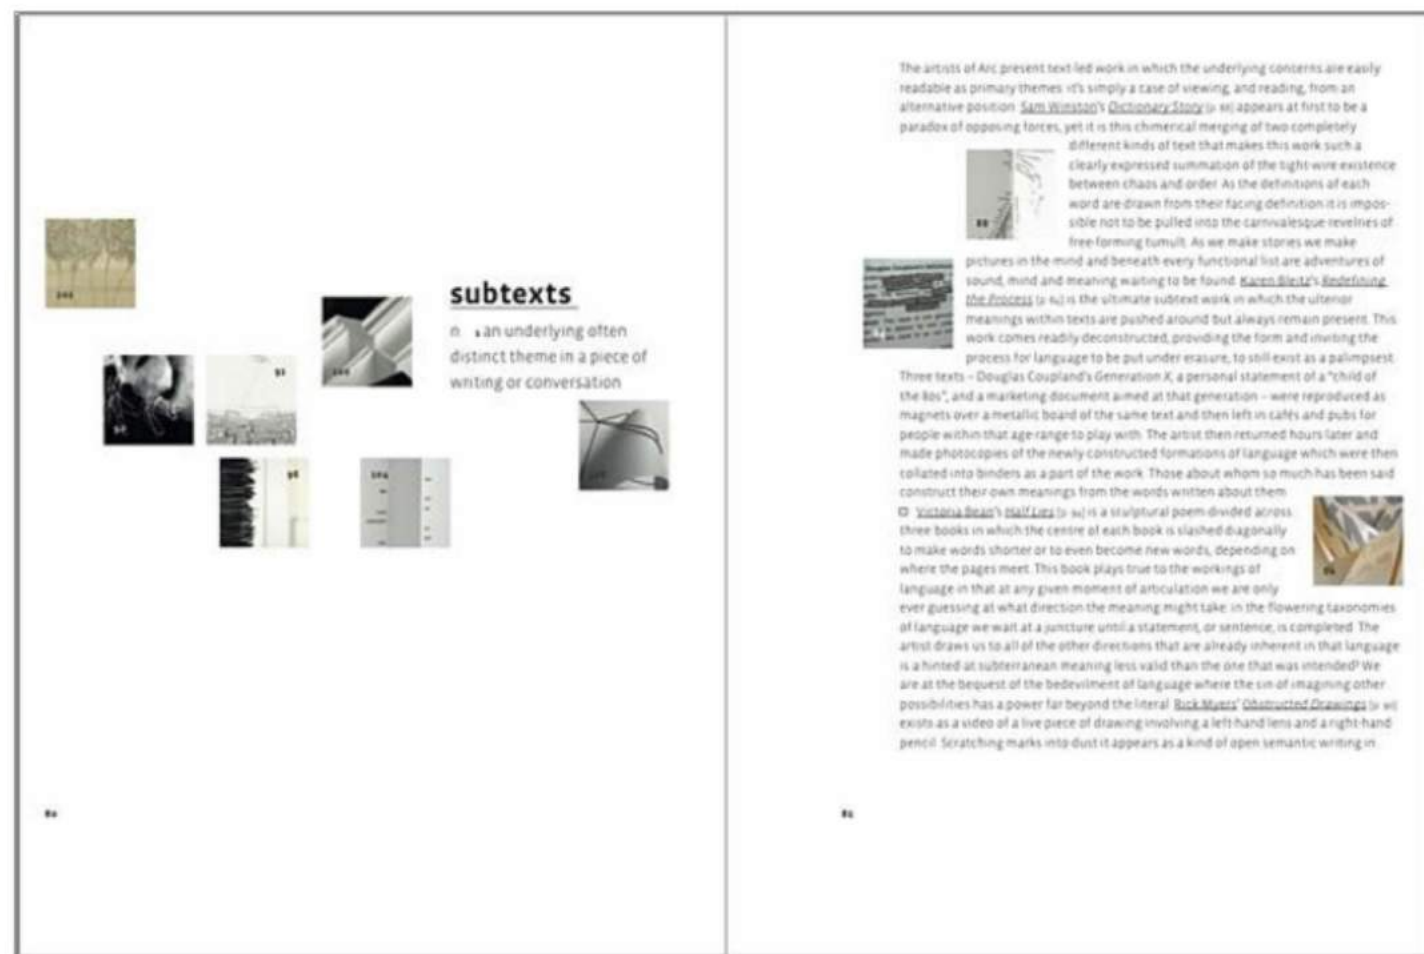 subtexts
n an underlying often
distinct theme in a piece of
writing or conversation
The artists of Arc present text-led work in which the underlying concerns are easily
readable as primary themes it's simply a case of viewing, and reading, from an
alternative position Sam Winston's Dictionary Story appears at first to be a
paradox of opposing forces, yet it is this chimerical merging of two completely
different kinds of text that makes this work such a
clearly expressed summation of the tight-wire existence
between chaos and order As the definitions of each
word are drawn from their facing definition it is impos-
sible not to be pulled into the carnivalesque revelries of
free-forming tumult. As we make stories we make
pictures in the mind and beneath every functional list are adventures of
sound, mind and meaning waiting to be found Karen Bleitz's Redefining
the Process is the ultimate subtext work in which the ulterior
meanings within texts are pushed around but always remain present. This
work comes readily deconstructed, providing the form and inviting the
process for language to be put under erasure, to still exist as a palimpsest.
Three texts – Douglas Coupland's Generation X, a personal statement of a "child of
the 80s", and a marketing document aimed at that generation – were reproduced as
magnets over a metallic board of the same text and then left in cafés and pubs for
people within that age-range to play with. The artist then returned hours later and
made photocopies of the newly constructed formations of language which were then
collated into binders as a part of the work. Those about whom so much has been said
construct their own meanings from the words written about them
Victoria Bean's Half Lies is a sculptural poem divided across
three books in which the centre of each book is slashed diagonally
to make words shorter or to even become new words, depending on
where the pages meet. This book plays true to the workings of
language in that at any given moment of articulation we are only
ever guessing at what direction the meaning might take: in the flowering taxonomies
of language we wait at a juncture until a statement, or sentence, is completed. The
artist draws us to all of the other directions that are already inherent in that language
is a hinted at subterranean meaning less valid than the one that was intended? We
are at the bequest of the bedevilment of language where the sin of imagining other
possibilities has a power far beyond the literal. Rick Myers' Obstructed Drawings
exists as a video of a live piece of drawing involving a left-hand lens and a right-hand
pencil. Scratching marks into dust it appears as a kind of open semantic writing in